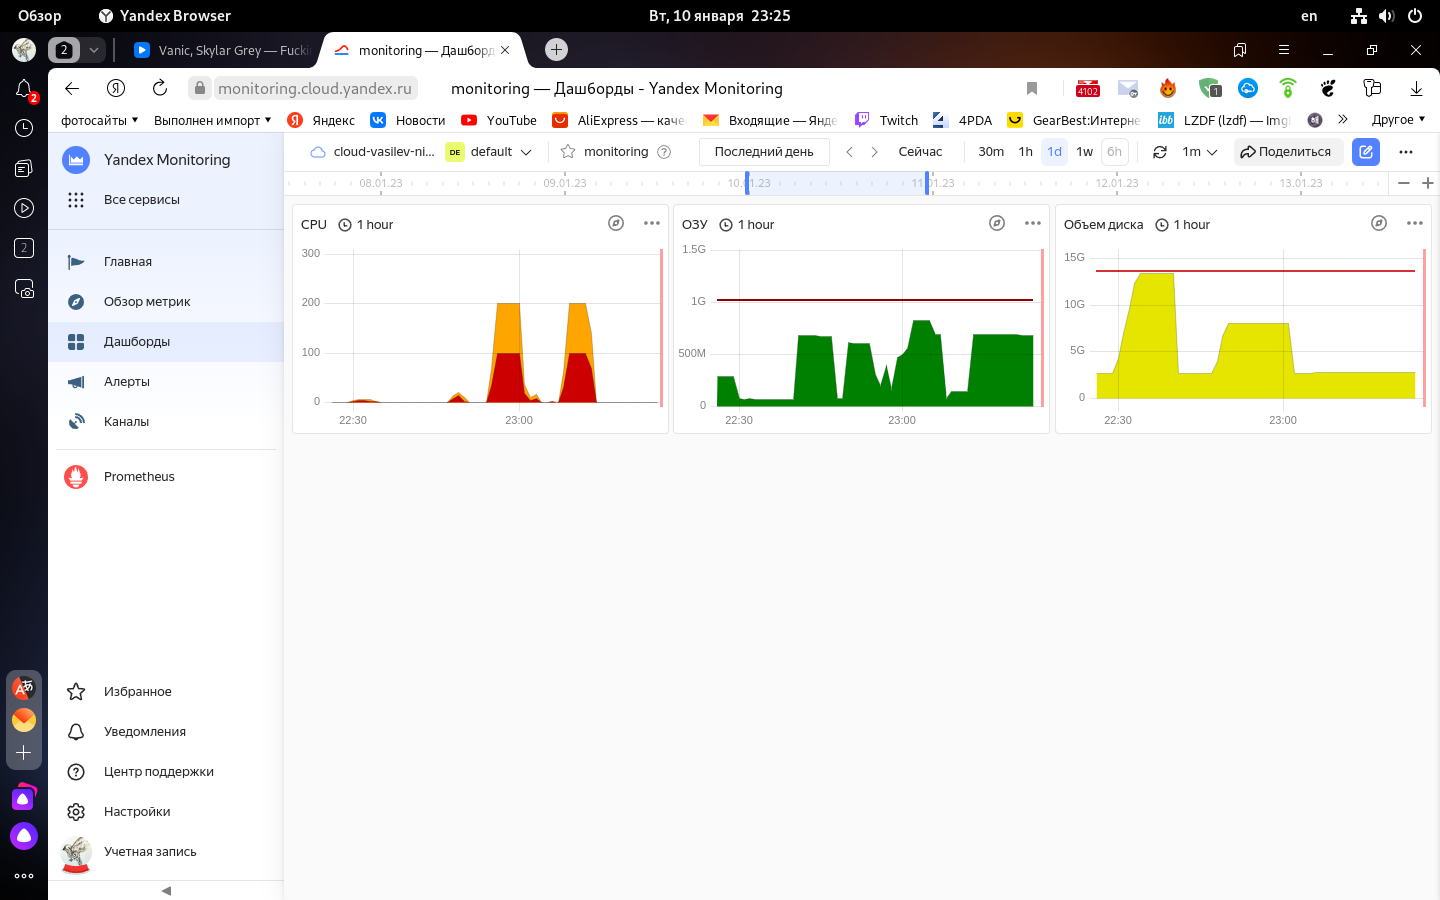 Обзор Yandex Browser Вт, 10 января 23:25 en
2 Vanic, Skylar Grey — Fucki monitoring — Дашборд
2
monitoring.cloud.yandex.ru monitoring — Дашборды - Yandex Monitoring 4102 1
фотосайты Выполнен импорт Яндекс Новости YouTube AliExpress — каче Входящие — Янде Twitch 4PDA GearBest:Интерне LZDF (lzdf) — Imgl Другое
Yandex Monitoring
cloud-vasilev-ni... DE default monitoring Последний день Сейчас 30m 1h 1d 1w 6h 1m Поделиться
08.01.23 09.01.23 10.01.23 11.01.23 12.01.23 13.01.23
Все сервисы
Главная
Обзор метрик
Дашборды
Алерты
Каналы
Prometheus
Избранное
Уведомления
Центр поддержки
Настройки
Учетная запись
2
CPU 1 hour
300
200
100
0
22:30 23:00
ОЗУ 1 hour
1.5G
1G
500M
0
22:30 23:00
Объем диска 1 hour
15G
10G
5G
0
22:30 23:00